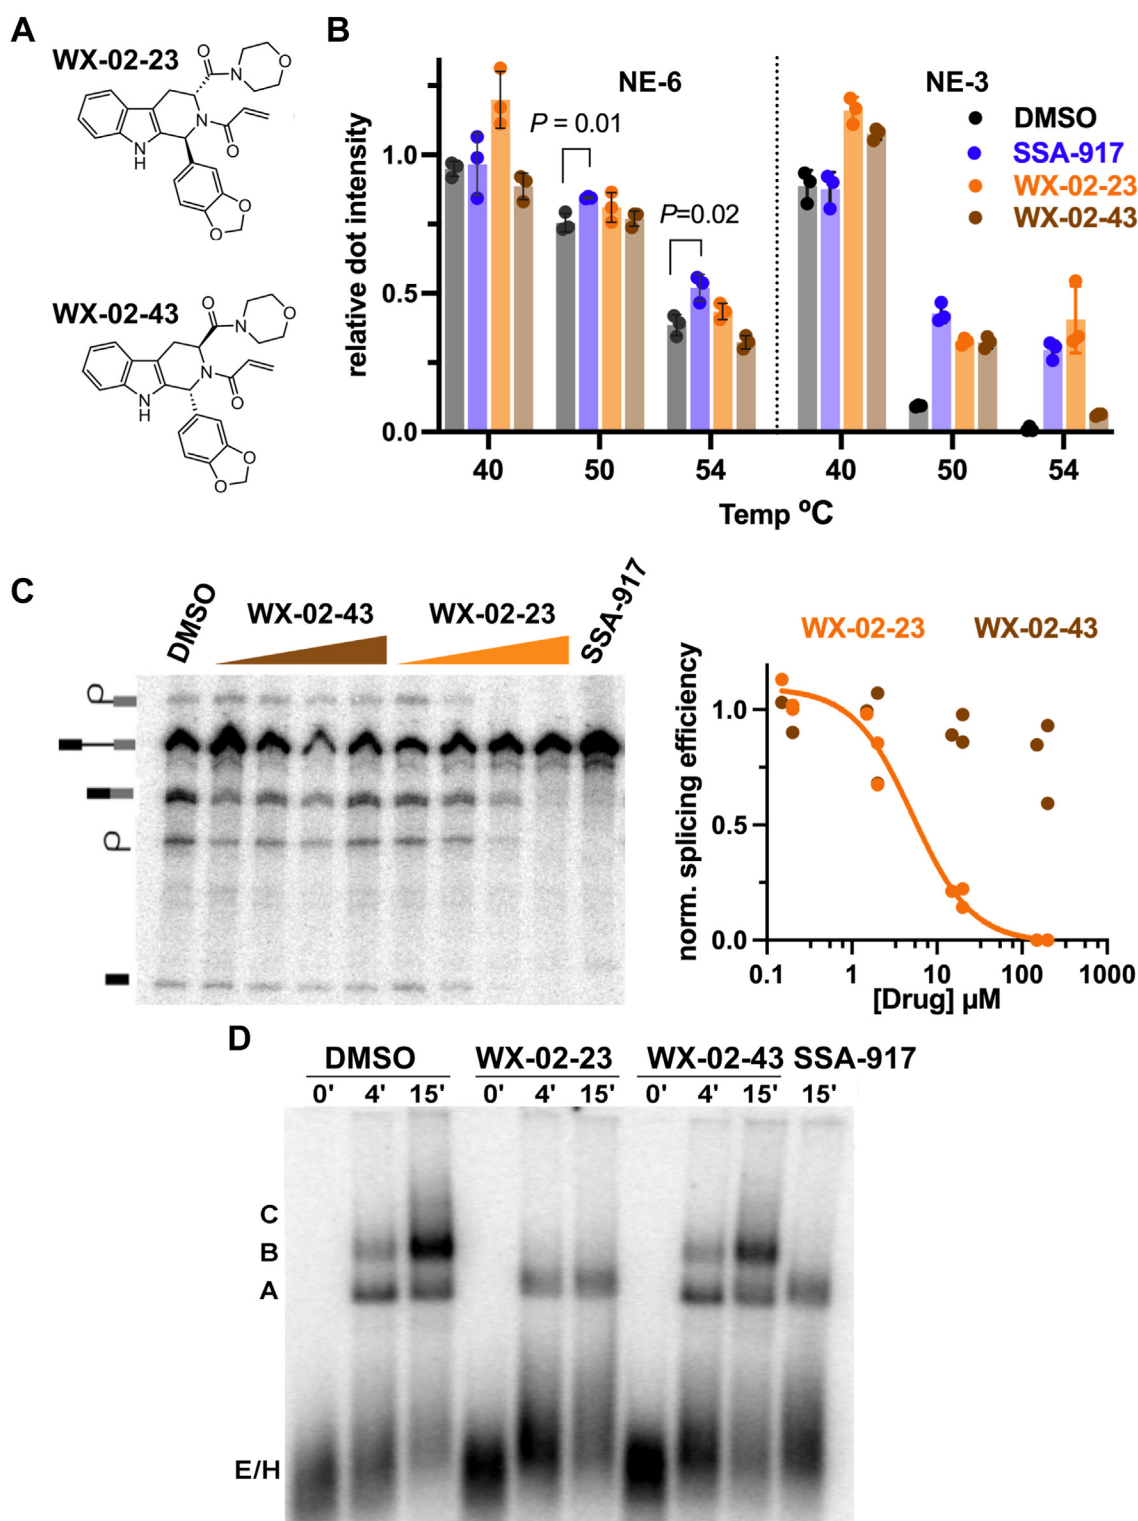 A
WX-02-23
O
N
O
N
O
N
H
O
O
WX-02-43
O
N
O
N
O
N
H
O
O
B
NE-6
NE-3
DMSO
SSA-917
WX-02-23
WX-02-43
P = 0.01
P=0.02
relative dot intensity
1.0
0.5
0.0
40
50
54
40
50
54
Temp ºC
C
DMSO
WX-02-43
WX-02-23
SSA-917
WX-02-23
WX-02-43
norm. splicing efficiency
1.0
0.5
0.0
0.1
1
10
100
1000
[Drug] µM
D
DMSO
WX-02-23
WX-02-43
SSA-917
0'
4'
15'
0'
4'
15'
0'
4'
15'
15'
C
B
A
E/H